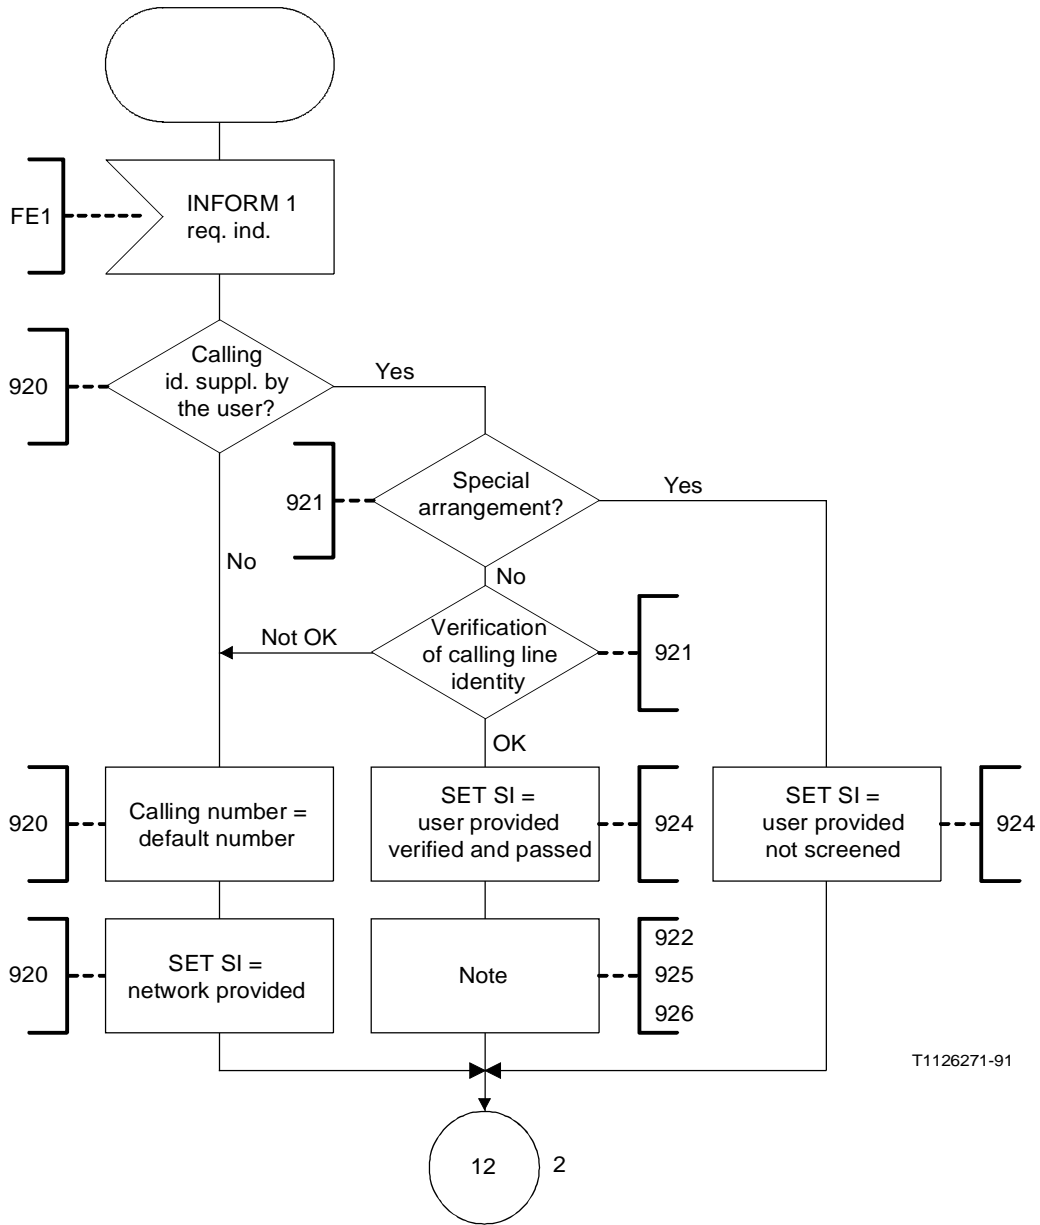 FE1
INFORM 1
req. ind.
920
Calling
id. suppl. by
the user?
Yes
921
Special
arrangement?
Yes
No
No
Not OK
Verification
of calling line
identity
921
OK
920
Calling number =
default number
SET SI =
user provided
verified and passed
924
SET SI =
user provided
not screened
924
920
SET SI =
network provided
Note
922
925
926
T1126271-91
12
2